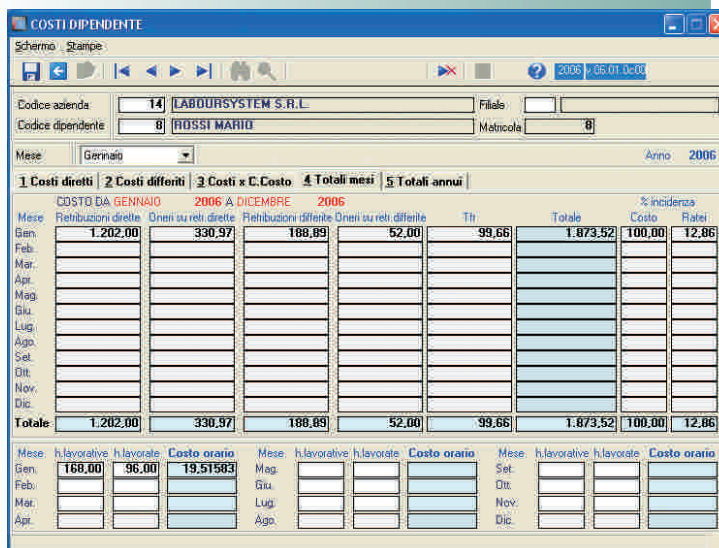 COSTI DIPENDENTE
Schermo Stampe
2006 v.06.01.0c00
Codice azienda 14 LABOURSYSTEM S.R.L. Filiale
Codice dipendente 8 ROSSI MARIO Matricola 8
Mese Gennaio Anno 2006
1 Costi diretti 2 Costi differiti 3 Costi x C.Costo 4 Totali mesi 5 Totali annui
COSTO DA GENNAIO 2006 A DICEMBRE 2006 % incidenza
Mese Retribuzioni dirette Oneri su retr. dirette Retribuzioni differite Oneri su retr. differite Tfr Totale Costo Ratei
Gen. 1.202,00 330,97 188,89 52,00 99,66 1.873,52 100,00 12,86
Feb.
Mar.
Apr.
Mag.
Giu.
Lug.
Ago.
Set.
Ott.
Nov.
Dic.
Totale 1.202,00 330,97 188,89 52,00 99,66 1.873,52 100,00 12,86
Mese h.lavorative h.lavorate Costo orario Mese h.lavorative h.lavorate Costo orario Mese h.lavorative h.lavorate Costo orario
Gen. 168,00 96,00 19,51583 Mag. Set.
Feb. Giu. Ott.
Mar. Lug. Nov.
Apr. Ago. Dic.